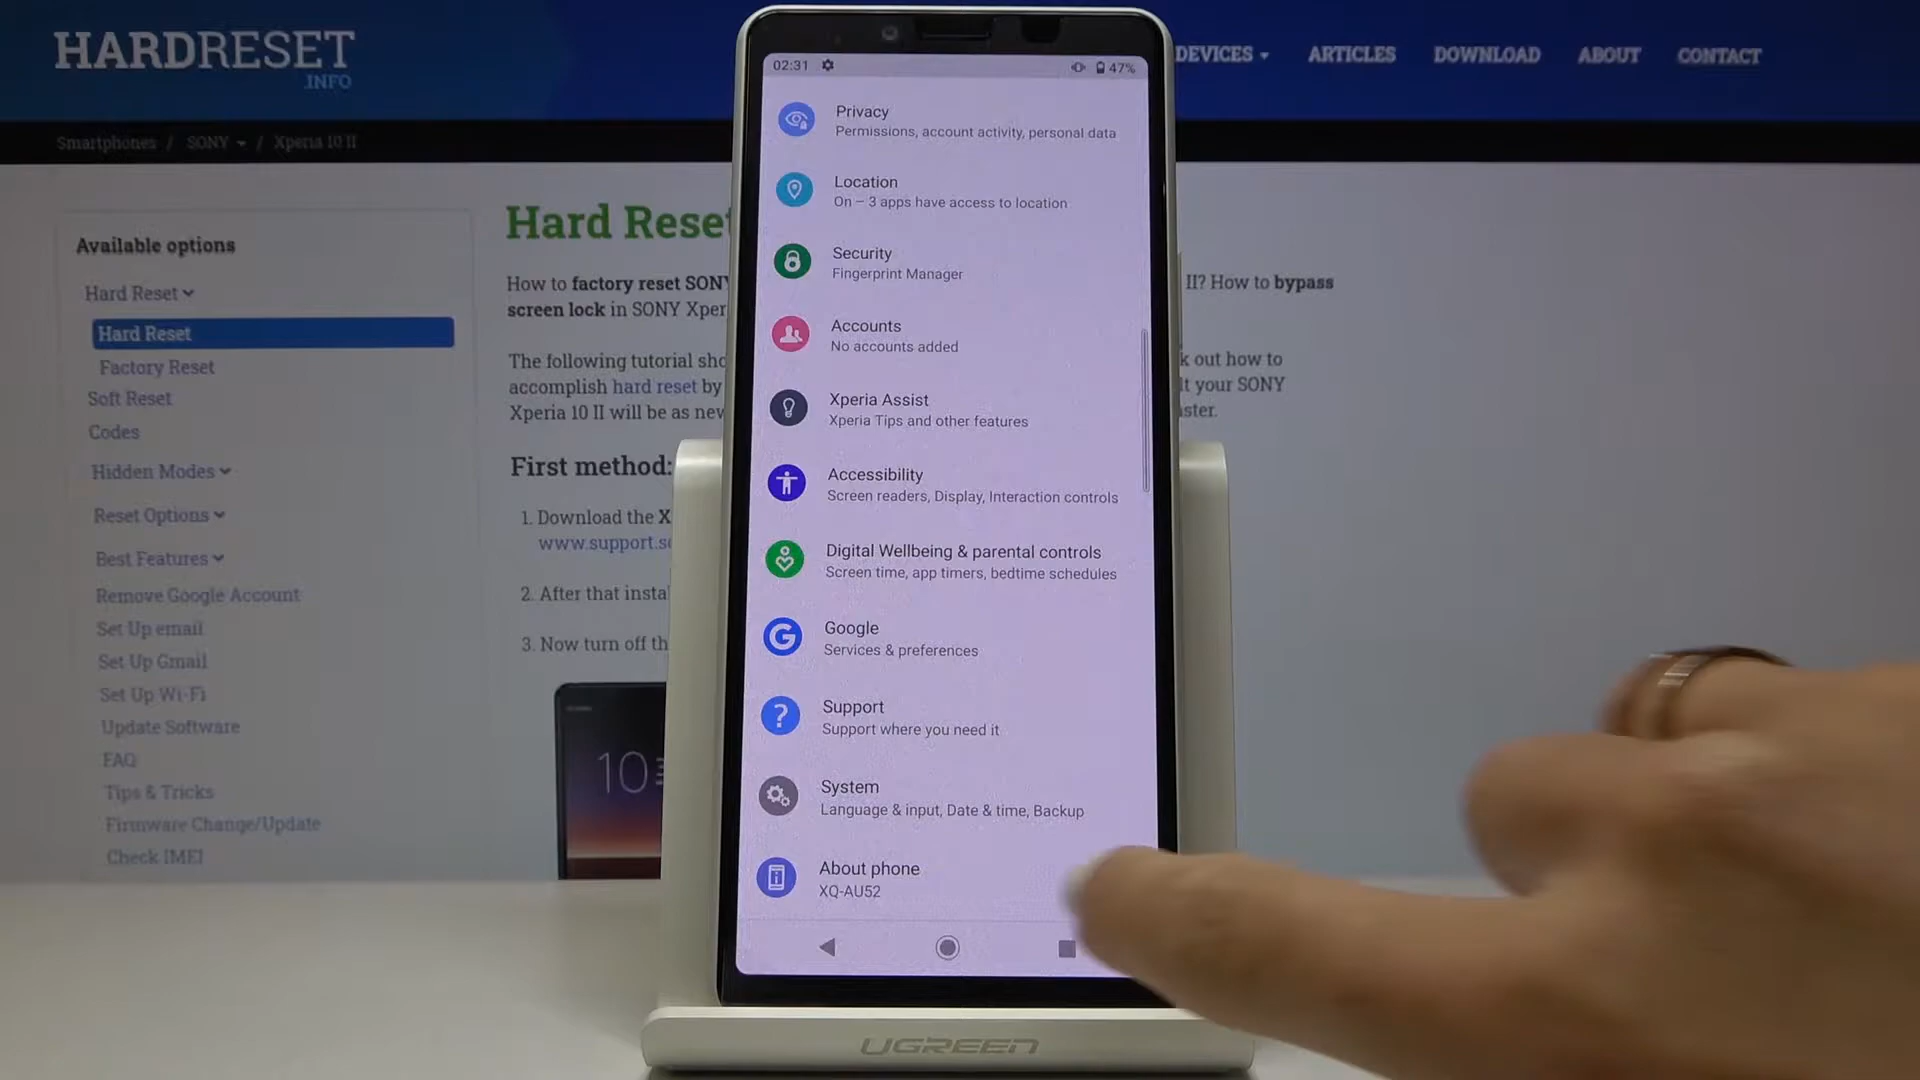 HARDRESET
.INFO
DEVICES
ARTICLES
DOWNLOAD
ABOUT
CONTACT
Smartphones / SONY / Xperia 10 II
Available options
Hard Reset
Hard Reset
Factory Reset
Soft Reset
Codes
Hidden Modes
Reset Options
Best Features
Remove Google Account
Set Up email
Set Up Gmail
Set Up Wi-Fi
Update Software
FAQ
Tips & Tricks
Firmware Change/Update
Check IMEI
Hard Reset
How to factory reset SONY
II? How to bypass
screen lock in SONY Xper
The following tutorial sho
k out how to
accomplish hard reset by
lt your SONY
Xperia 10 II will be as new
ster.
First method:
1. Download the X
www.support.s
2. After that insta
3. Now turn off th
10
02:31
47%
Privacy
Permissions, account activity, personal data
Location
On – 3 apps have access to location
Security
Fingerprint Manager
Accounts
No accounts added
Xperia Assist
Xperia Tips and other features
Accessibility
Screen readers, Display, Interaction controls
Digital Wellbeing & parental controls
Screen time, app timers, bedtime schedules
Google
Services & preferences
Support
Support where you need it
System
Language & input, Date & time, Backup
About phone
XQ-AU52
UGREEN